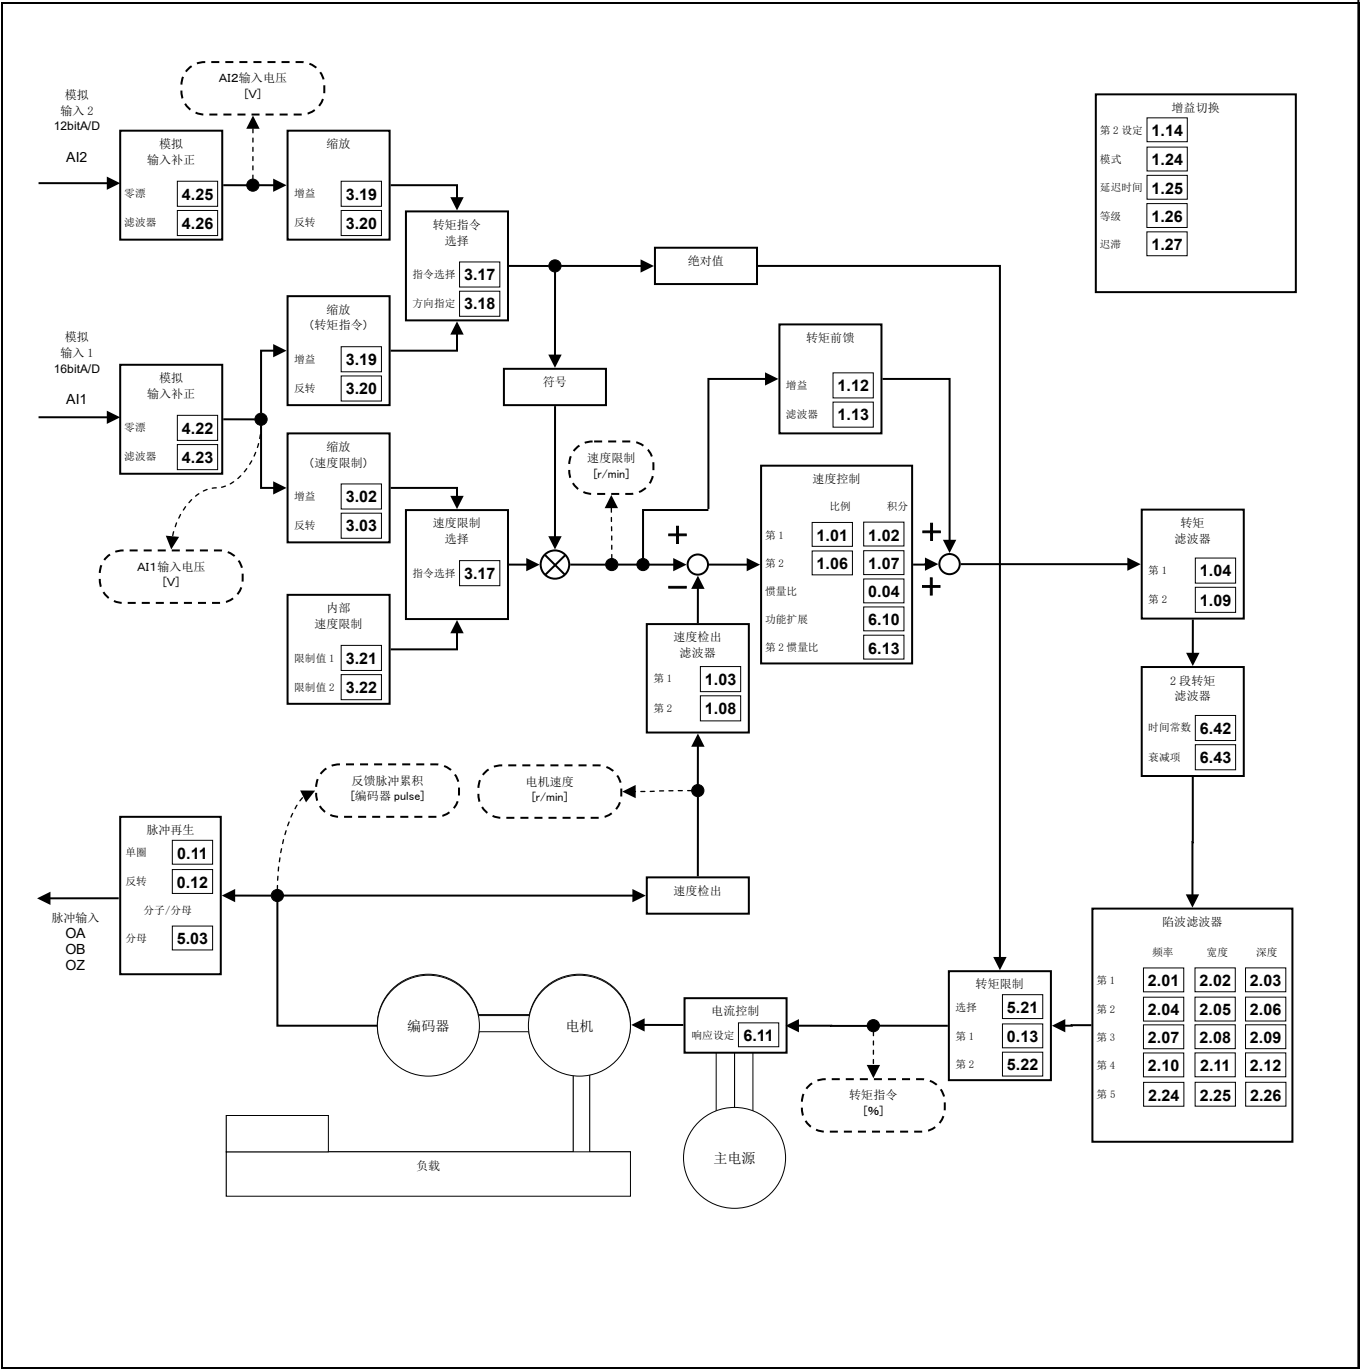 AI2输入电压
[V]
模拟
输入 2
12bitA/D
AI2
模拟
输入补正
零漂 4.25
滤波器 4.26
缩放
增益 3.19
反转 3.20
转矩指令
选择
指令选择 3.17
方向指定 3.18
绝对值
增益切换
第 2 设定 1.14
模式 1.24
延迟时间 1.25
等级 1.26
迟滞 1.27
模拟
输入 1
16bitA/D
AI1
模拟
输入补正
零漂 4.22
滤波器 4.23
缩放
(转矩指令)
增益 3.19
反转 3.20
符号
转矩前馈
增益 1.12
滤波器 1.13
AI1输入电压
[V]
缩放
(速度限制)
增益 3.02
反转 3.03
速度限制
选择
指令选择 3.17
内部
速度限制
限制值 1 3.21
限制值 2 3.22
速度限制
[r/min]
+
−
速度控制
比例 积分
第 1 1.01 1.02
第 2 1.06 1.07
惯量比 0.04
功能扩展 6.10
第 2 惯量比 6.13
+
+
转矩
滤波器
第 1 1.04
第 2 1.09
速度检出
滤波器
第 1 1.03
第 2 1.08
2 段转矩
滤波器
时间常数 6.42
衰减项 6.43
反馈脉冲累积
[编码器 pulse]
电机速度
[r/min]
脉冲再生
单圈 0.11
反转 0.12
分子/分母
分母 5.03
脉冲输入
OA
OB
OZ
速度检出
陷波滤波器
频率 宽度 深度
第 1 2.01 2.02 2.03
第 2 2.04 2.05 2.06
第 3 2.07 2.08 2.09
第 4 2.10 2.11 2.12
第 5 2.24 2.25 2.26
转矩限制
选择 5.21
第 1 0.13
第 2 5.22
编码器
电机
电流控制
响应设定 6.11
转矩指令
[%]
主电源
负载